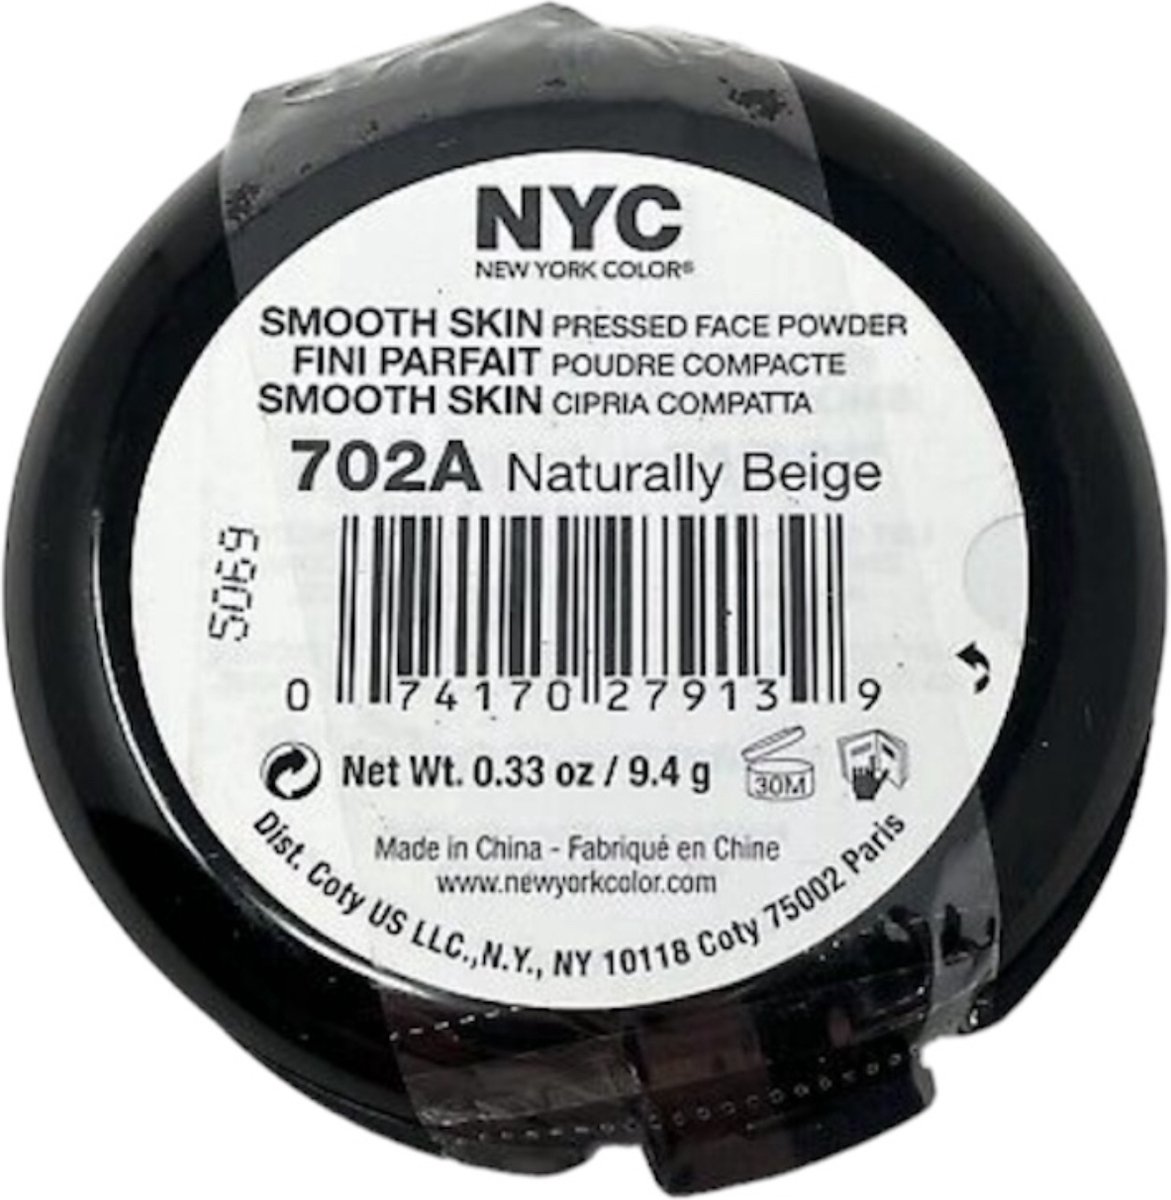 NYC
NEW YORK COLOR®
SMOOTH SKIN PRESSED FACE POWDER
FINI PARFAIT POUDRE COMPACTE
SMOOTH SKIN CIPRIA COMPATTA
702A Naturally Beige
5069
0 74170 27913 9
Net Wt. 0.33 oz / 9.4 g
30M
Made in China - Fabriqué en Chine
www.newyorkcolor.com
Dist. Coty US LLC.,N.Y., NY 10118 Coty 75002 Paris